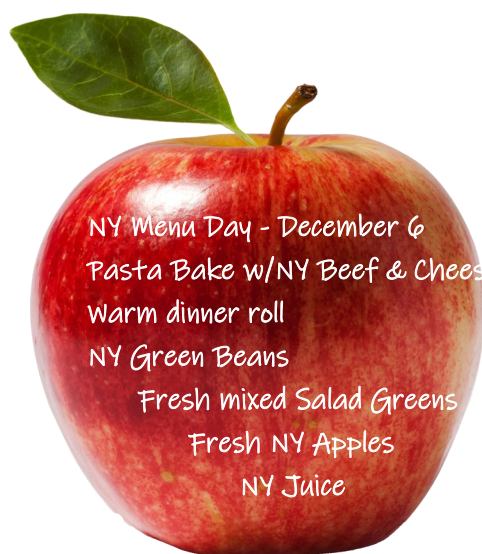 NY Menu Day - December 6
Pasta Bake w/NY Beef & Chees
Warm dinner roll
NY Green Beans
Fresh mixed Salad Greens
Fresh NY Apples
NY Juice